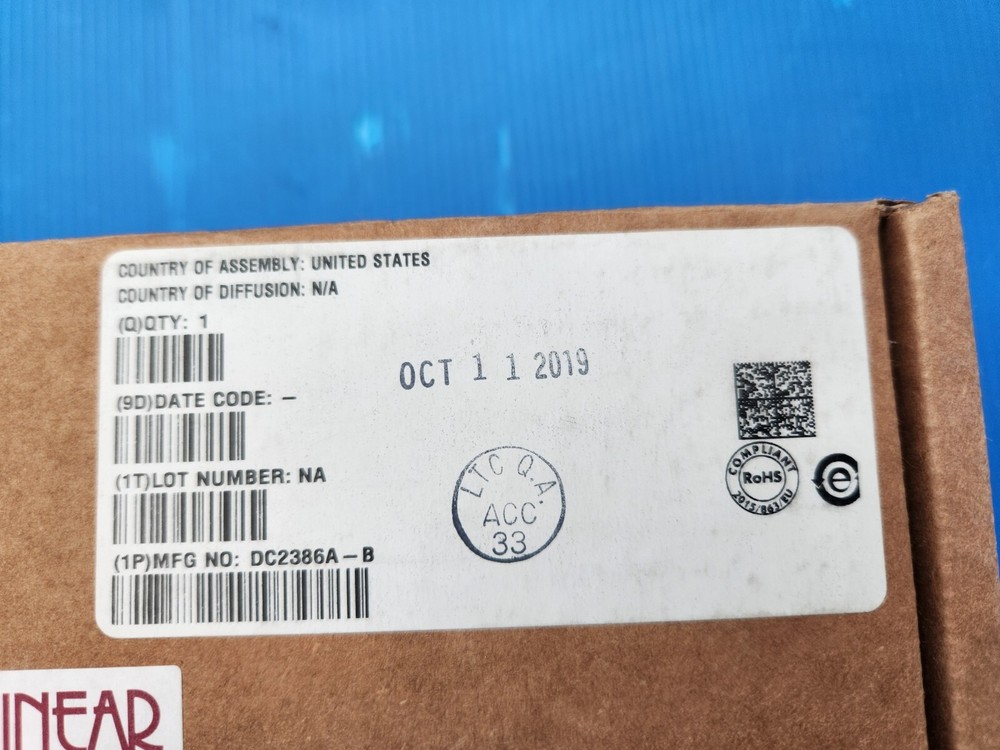 COUNTRY OF ASSEMBLY: UNITED STATES
COUNTRY OF DIFFUSION: N/A
(Q)QTY: 1
OCT 1 1 2019
(9D)DATE CODE: –
(1T)LOT NUMBER: NA
LTC Q.A.
ACC
33
COMPLIANT
RoHS
2015/863/EU
e
(1P)MFG NO: DC2386A–B
INEAR